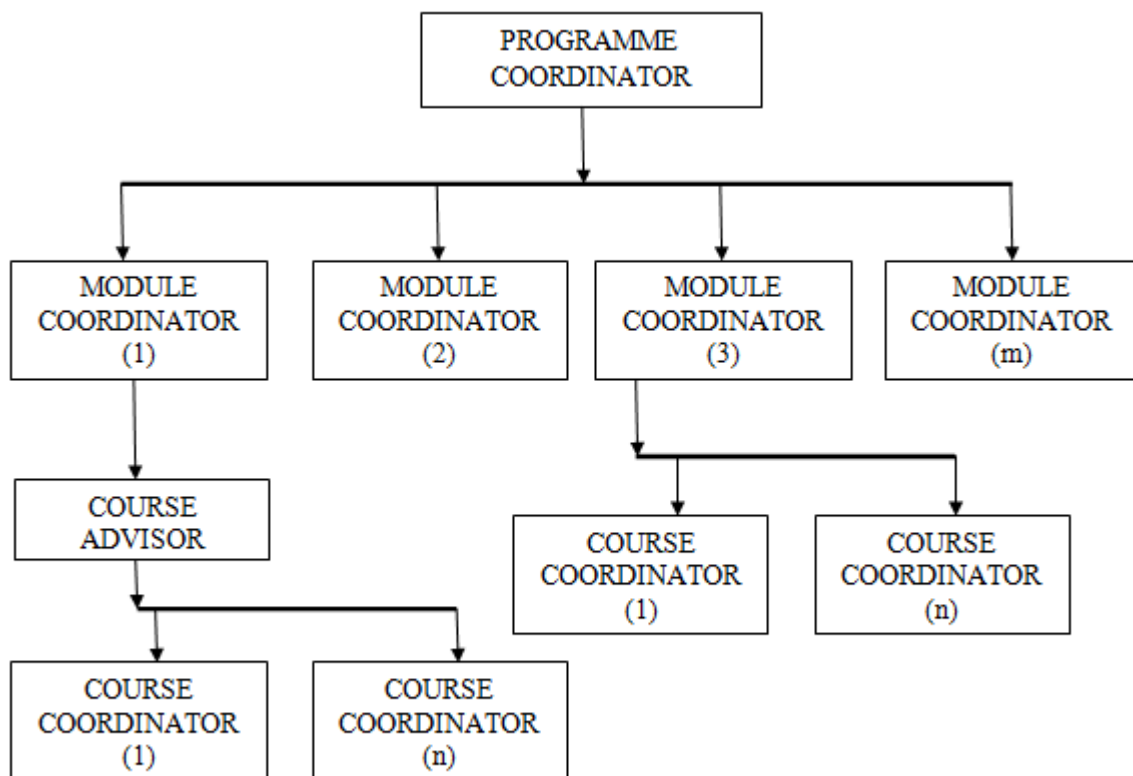 PROGRAMME
COORDINATOR
MODULE
COORDINATOR
(1)
MODULE
COORDINATOR
(2)
MODULE
COORDINATOR
(3)
MODULE
COORDINATOR
(m)
COURSE
ADVISOR
COURSE
COORDINATOR
(1)
COURSE
COORDINATOR
(n)
COURSE
COORDINATOR
(1)
COURSE
COORDINATOR
(n)